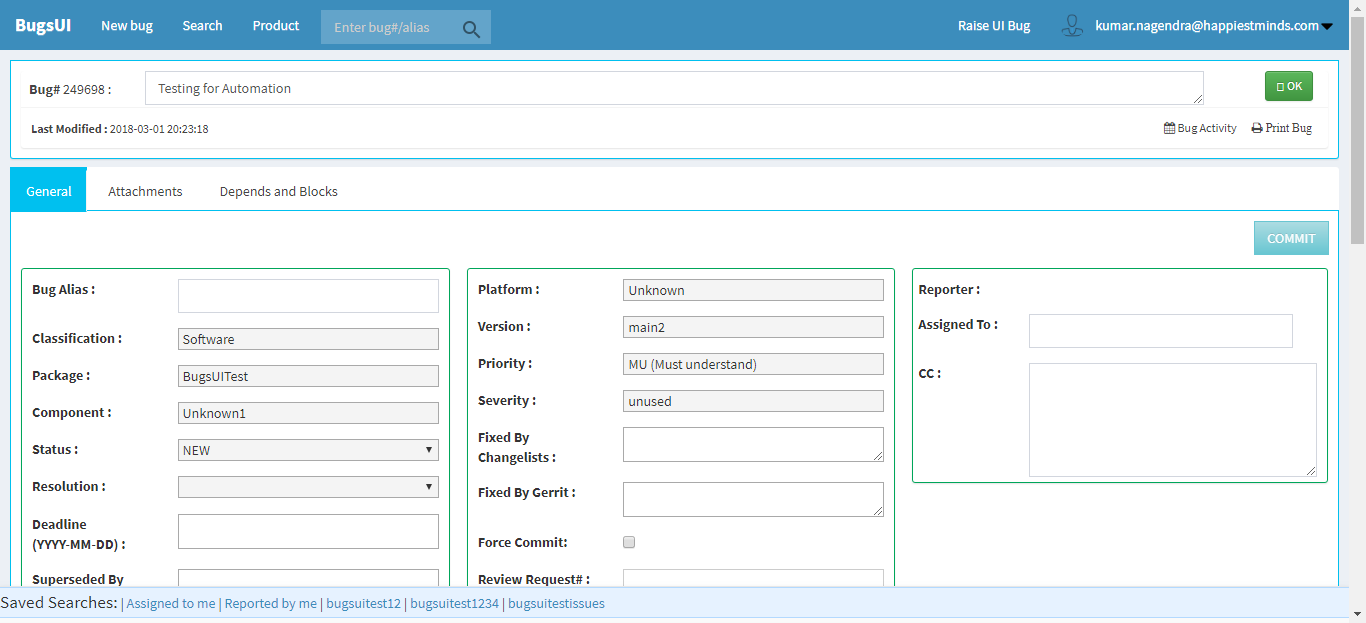 BugsUI New bug Search Product Enter bug#/alias Raise UI Bug kumar.nagendra@happiestminds.com
Bug# 249698 : Testing for Automation OK
Last Modified : 2018-03-01 20:23:18 Bug Activity Print Bug
General Attachments Depends and Blocks
COMMIT
Bug Alias :
Classification : Software
Package : BugsUITest
Component : Unknown1
Status : NEW
Resolution :
Deadline
(YYYY-MM-DD) :
Superseded By
Platform : Unknown
Version : main2
Priority : MU (Must understand)
Severity : unused
Fixed By
Changelists :
Fixed By Gerrit :
Force Commit:
Review Request# :
Reporter :
Assigned To :
CC :
Saved Searches: | Assigned to me | Reported by me | bugsuitest12 | bugsuitest1234 | bugsuitestissues